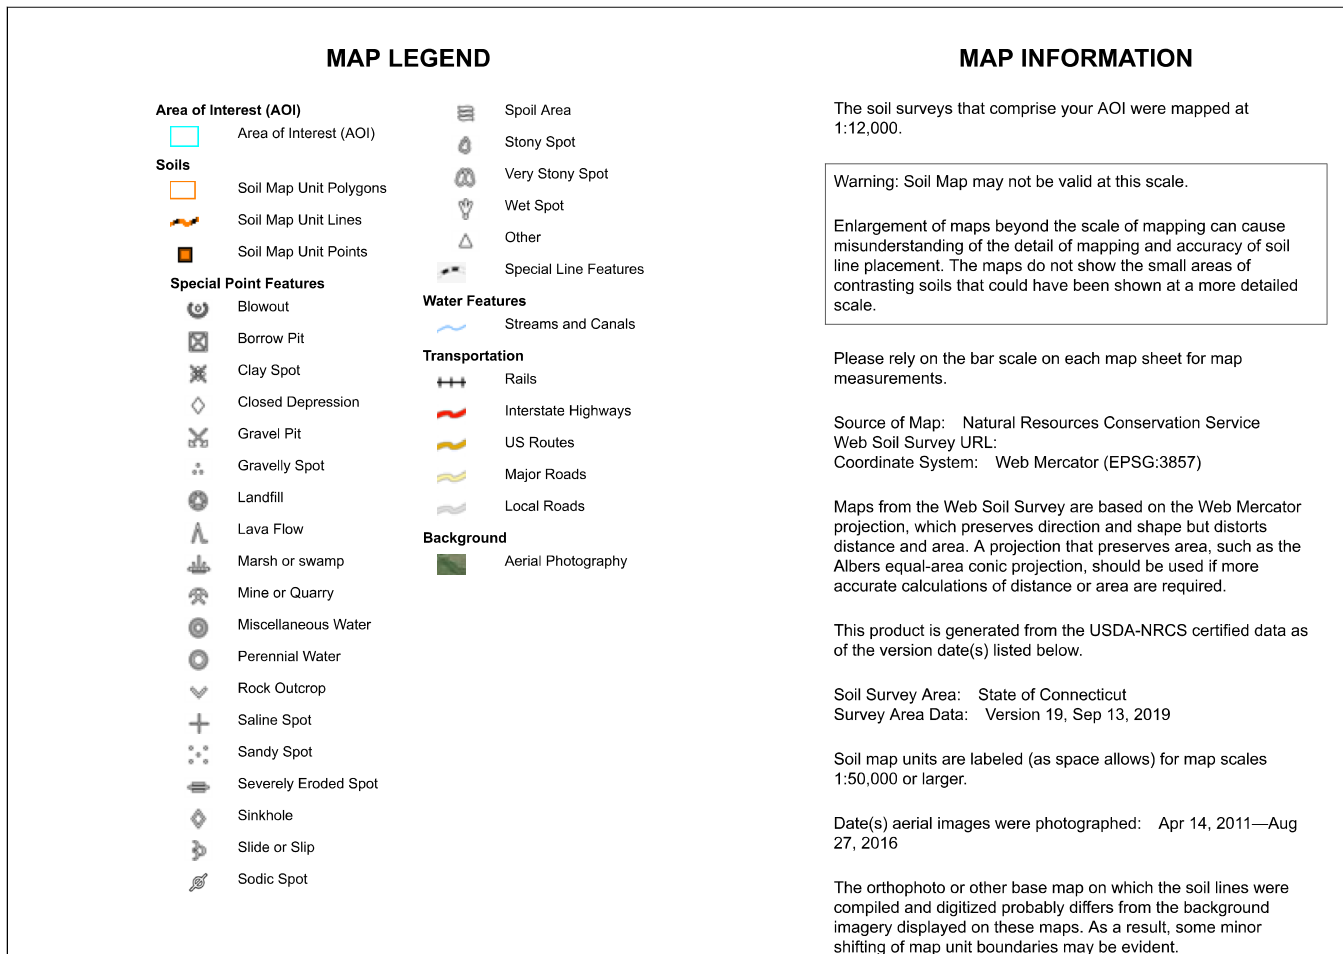 MAP LEGEND
Area of Interest (AOI)
Area of Interest (AOI)
Soils
Soil Map Unit Polygons
Soil Map Unit Lines
Soil Map Unit Points
Special Point Features
Blowout
Borrow Pit
Clay Spot
Closed Depression
Gravel Pit
Gravelly Spot
Landfill
Lava Flow
Marsh or swamp
Mine or Quarry
Miscellaneous Water
Perennial Water
Rock Outcrop
Saline Spot
Sandy Spot
Severely Eroded Spot
Sinkhole
Slide or Slip
Sodic Spot
Spoil Area
Stony Spot
Very Stony Spot
Wet Spot
Other
Special Line Features
Water Features
Streams and Canals
Transportation
Rails
Interstate Highways
US Routes
Major Roads
Local Roads
Background
Aerial Photography
MAP INFORMATION
The soil surveys that comprise your AOI were mapped at
1:12,000.
Warning: Soil Map may not be valid at this scale.
Enlargement of maps beyond the scale of mapping can cause
misunderstanding of the detail of mapping and accuracy of soil
line placement. The maps do not show the small areas of
contrasting soils that could have been shown at a more detailed
scale.
Please rely on the bar scale on each map sheet for map
measurements.
Source of Map: Natural Resources Conservation Service
Web Soil Survey URL:
Coordinate System: Web Mercator (EPSG:3857)
Maps from the Web Soil Survey are based on the Web Mercator
projection, which preserves direction and shape but distorts
distance and area. A projection that preserves area, such as the
Albers equal-area conic projection, should be used if more
accurate calculations of distance or area are required.
This product is generated from the USDA-NRCS certified data as
of the version date(s) listed below.
Soil Survey Area: State of Connecticut
Survey Area Data: Version 19, Sep 13, 2019
Soil map units are labeled (as space allows) for map scales
1:50,000 or larger.
Date(s) aerial images were photographed: Apr 14, 2011—Aug
27, 2016
The orthophoto or other base map on which the soil lines were
compiled and digitized probably differs from the background
imagery displayed on these maps. As a result, some minor
shifting of map unit boundaries may be evident.